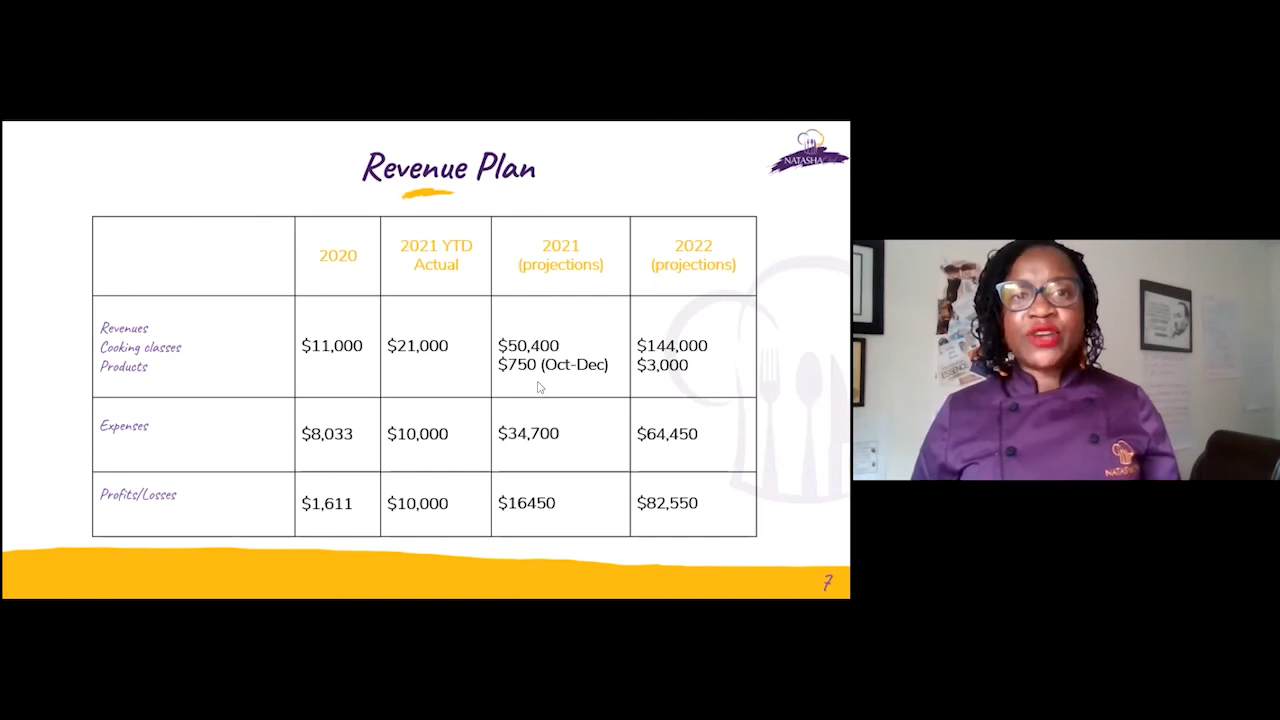 Revenue Plan
NATASHA
2020
2021 YTD
Actual
2021
(projections)
2022
(projections)
Revenues
Cooking classes
Products
$11,000
$21,000
$50,400
$750 (Oct-Dec)
$144,000
$3,000
Expenses
$8,033
$10,000
$34,700
$64,450
Profits/Losses
$1,611
$10,000
$16450
$82,550
7
NATASHA